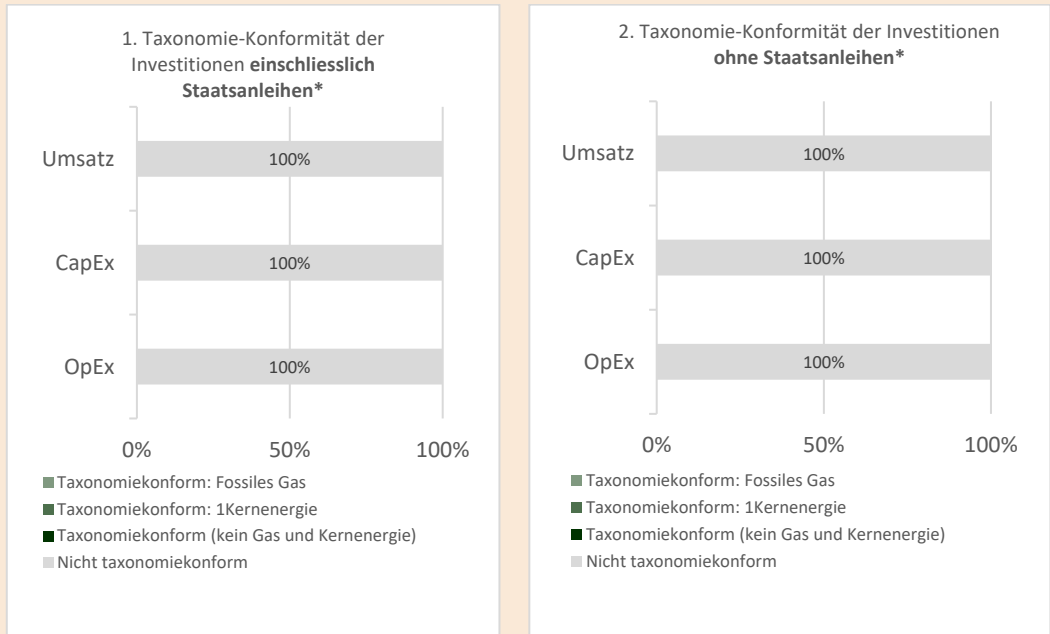 1. Taxonomie-Konformität der
Investitionen einschliesslich
Staatsanleihen*
Umsatz
100%
CapEx
100%
OpEx
100%
0% 50% 100%
Taxonomiekonform: Fossiles Gas
Taxonomiekonform: 1Kernenergie
Taxonomiekonform (kein Gas und Kernenergie)
Nicht taxonomiekonform
2. Taxonomie-Konformität der Investitionen
ohne Staatsanleihen*
Umsatz
100%
CapEx
100%
OpEx
100%
0% 50% 100%
Taxonomiekonform: Fossiles Gas
Taxonomiekonform: 1Kernenergie
Taxonomiekonform (kein Gas und Kernenergie)
Nicht taxonomiekonform